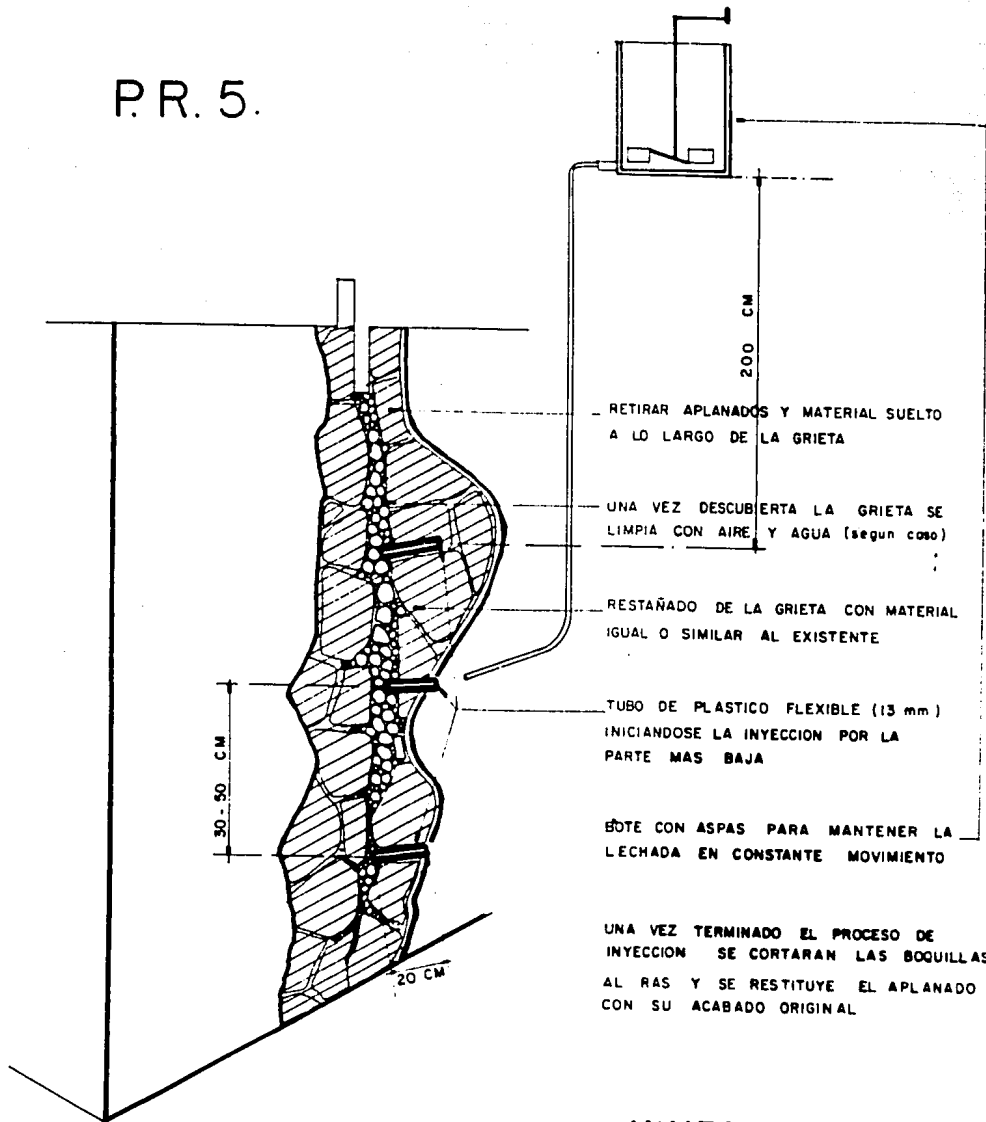 P.R. 5.
200 CM
RETIRAR APLANADOS Y MATERIAL SUELTO
A LO LARGO DE LA GRIETA
UNA VEZ DESCUBIERTA LA GRIETA SE
LIMPIA CON AIRE Y AGUA (segun caso)
RESTAÑADO DE LA GRIETA CON MATERIAL
IGUAL O SIMILAR AL EXISTENTE
TUBO DE PLASTICO FLEXIBLE (13 mm)
INICIANDOSE LA INYECCION POR LA
PARTE MAS BAJA
30-50 CM
BOTE CON ASPAS PARA MANTENER LA
LECHADA EN CONSTANTE MOVIMIENTO
UNA VEZ TERMINADO EL PROCESO DE
INYECCION SE CORTARAN LAS BOQUILLAS
AL RAS Y SE RESTITUYE EL APLANADO
CON SU ACABADO ORIGINAL
20 CM